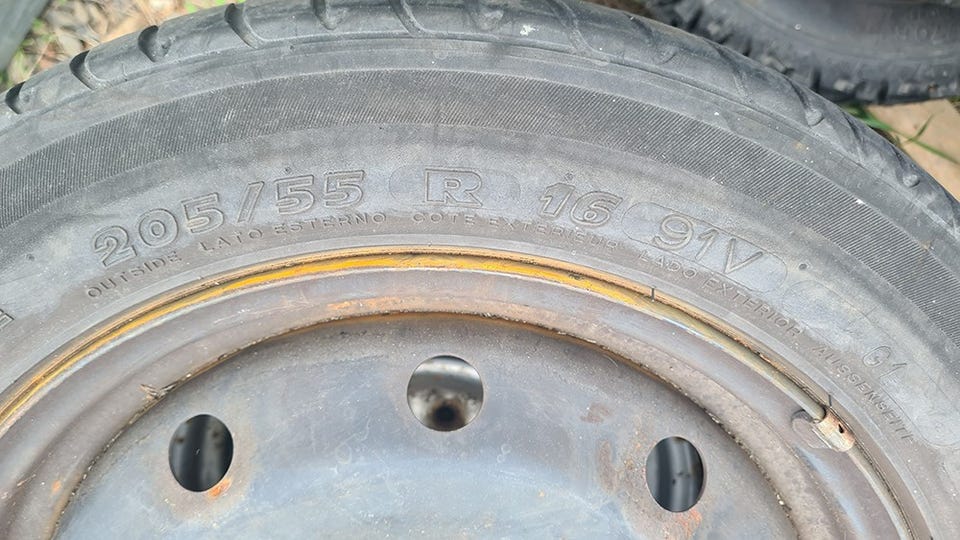 205/55 R 16 91V
OUTSIDE LATO ESTERNO COTE EXTERIEUR LADO EXTERIOR AUSSENSEITE